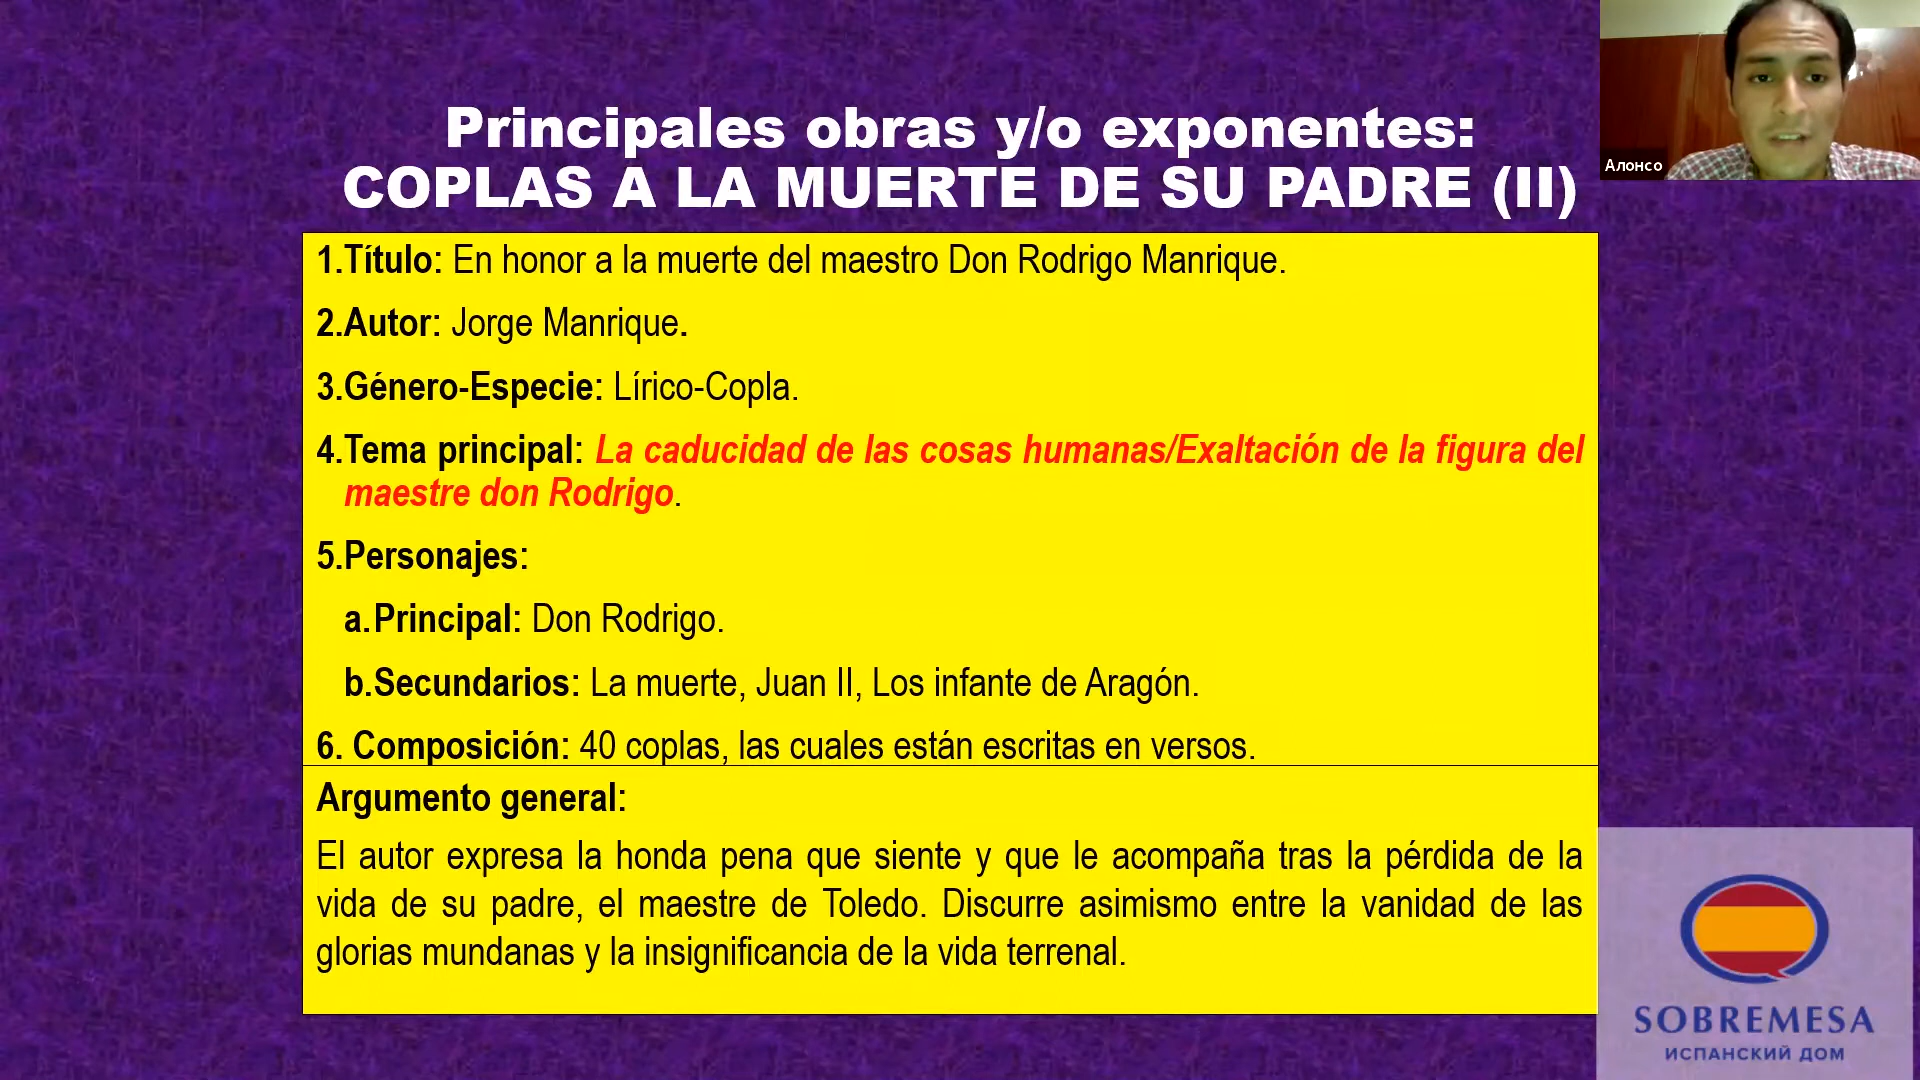 Principales obras y/o exponentes:
COPLAS A LA MUERTE DE SU PADRE (II)
Алонсо
1.Título: En honor a la muerte del maestro Don Rodrigo Manrique.
2.Autor: Jorge Manrique.
3.Género-Especie: Lírico-Copla.
4.Tema principal: La caducidad de las cosas humanas/Exaltación de la figura del
maestre don Rodrigo.
5.Personajes:
a.Principal: Don Rodrigo.
b.Secundarios: La muerte, Juan II, Los infante de Aragón.
6. Composición: 40 coplas, las cuales están escritas en versos.
Argumento general:
El autor expresa la honda pena que siente y que le acompaña tras la pérdida de la
vida de su padre, el maestre de Toledo. Discurre asimismo entre la vanidad de las
glorias mundanas y la insignificancia de la vida terrenal.
SOBREMESA
ИСПАНСКИЙ ДОМ